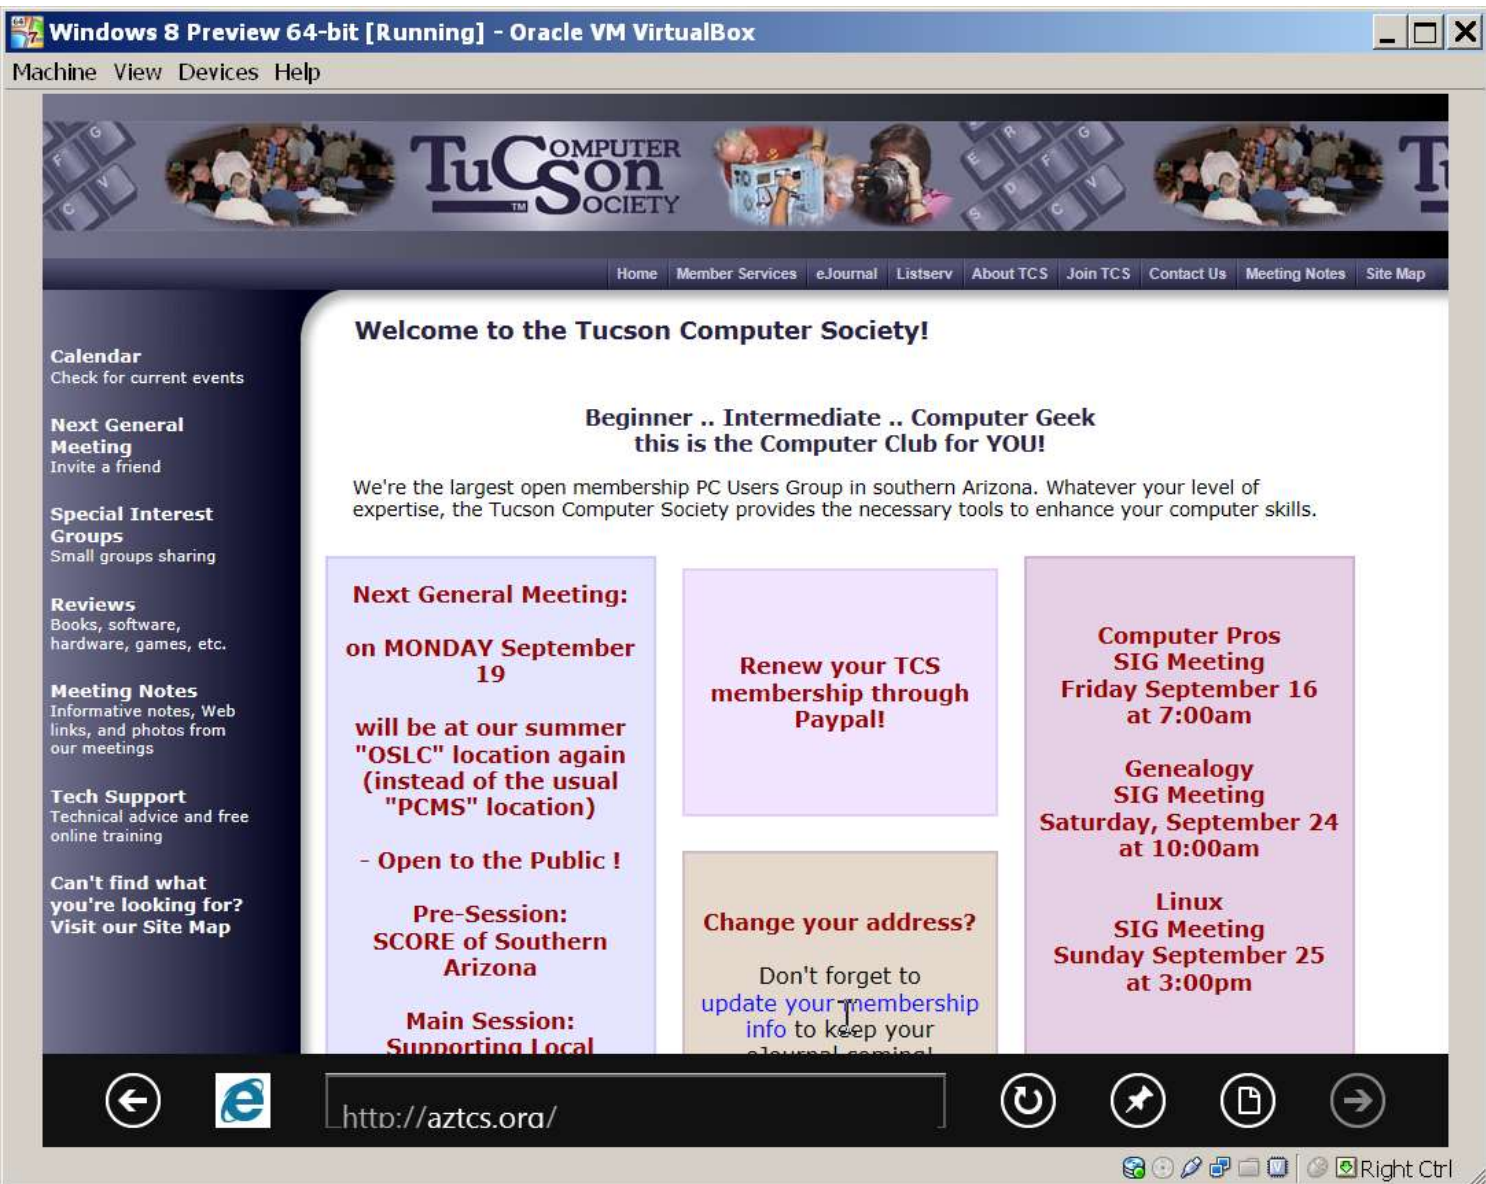 Windows 8 Preview 64-bit [Running] - Oracle VM VirtualBox
Machine View Devices Help
TuCson COMPUTER SOCIETY
TM
Home Member Services eJournal Listserv About TCS Join TCS Contact Us Meeting Notes Site Map
Calendar
Check for current events
Next General
Meeting
Invite a friend
Special Interest
Groups
Small groups sharing
Reviews
Books, software,
hardware, games, etc.
Meeting Notes
Informative notes, Web
links, and photos from
our meetings
Tech Support
Technical advice and free
online training
Can't find what
you're looking for?
Visit our Site Map
Welcome to the Tucson Computer Society!
Beginner .. Intermediate .. Computer Geek
this is the Computer Club for YOU!
We're the largest open membership PC Users Group in southern Arizona. Whatever your level of
expertise, the Tucson Computer Society provides the necessary tools to enhance your computer skills.
Next General Meeting:
on MONDAY September
19
will be at our summer
"OSLC" location again
(instead of the usual
"PCMS" location)
- Open to the Public !
Pre-Session:
SCORE of Southern
Arizona
Main Session:
Supporting Local
Renew your TCS
membership through
Paypal!
Change your address?
Don't forget to
update your membership
info to keep your
eJournal coming!
Computer Pros
SIG Meeting
Friday September 16
at 7:00am
Genealogy
SIG Meeting
Saturday, September 24
at 10:00am
Linux
SIG Meeting
Sunday September 25
at 3:00pm
http://aztcs.org/
Right Ctrl